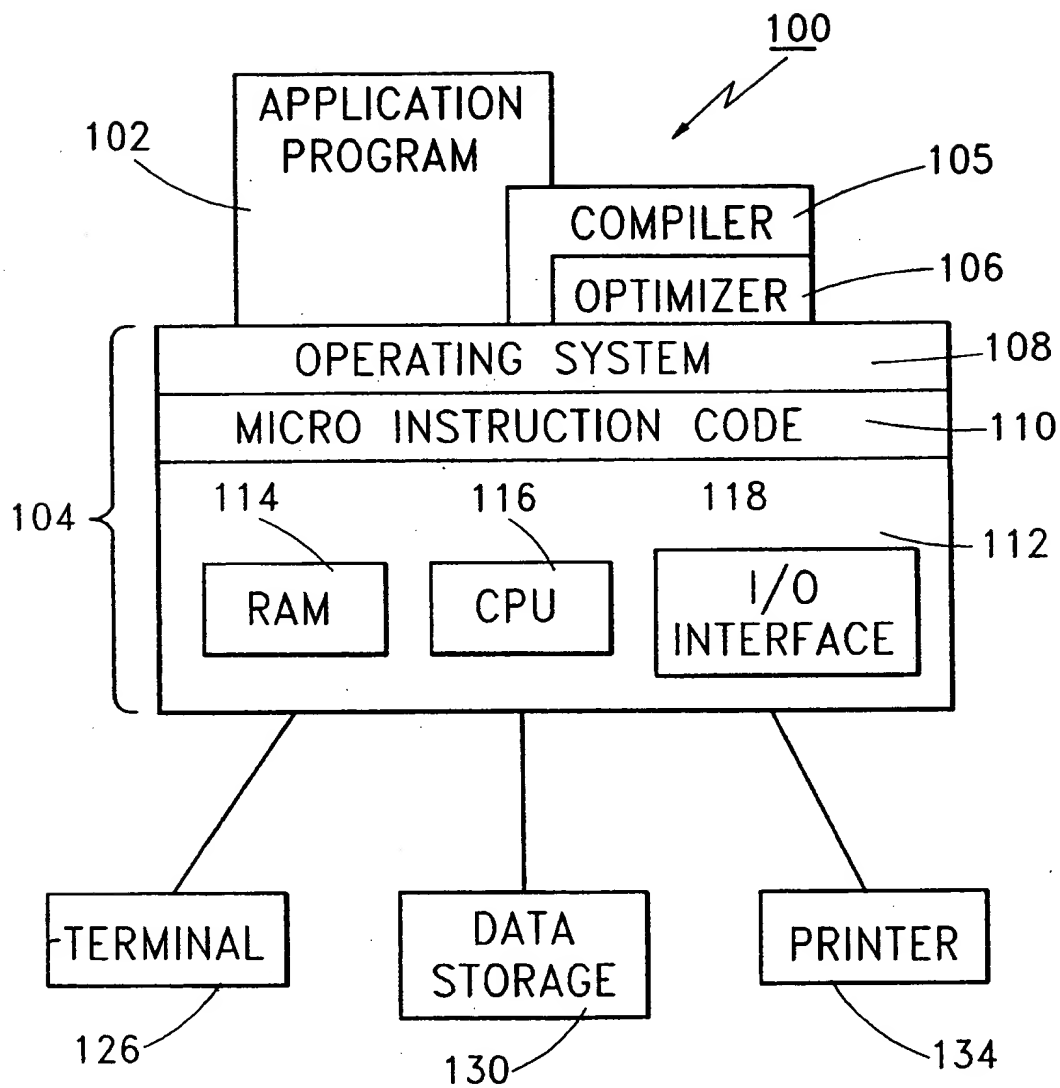 100
APPLICATION
PROGRAM
102
105
COMPILER
106
OPTIMIZER
OPERATING SYSTEM
108
MICRO INSTRUCTION CODE
110
104
114
116
118
112
RAM
CPU
I/O
INTERFACE
TERMINAL
DATA
STORAGE
PRINTER
126
130
134